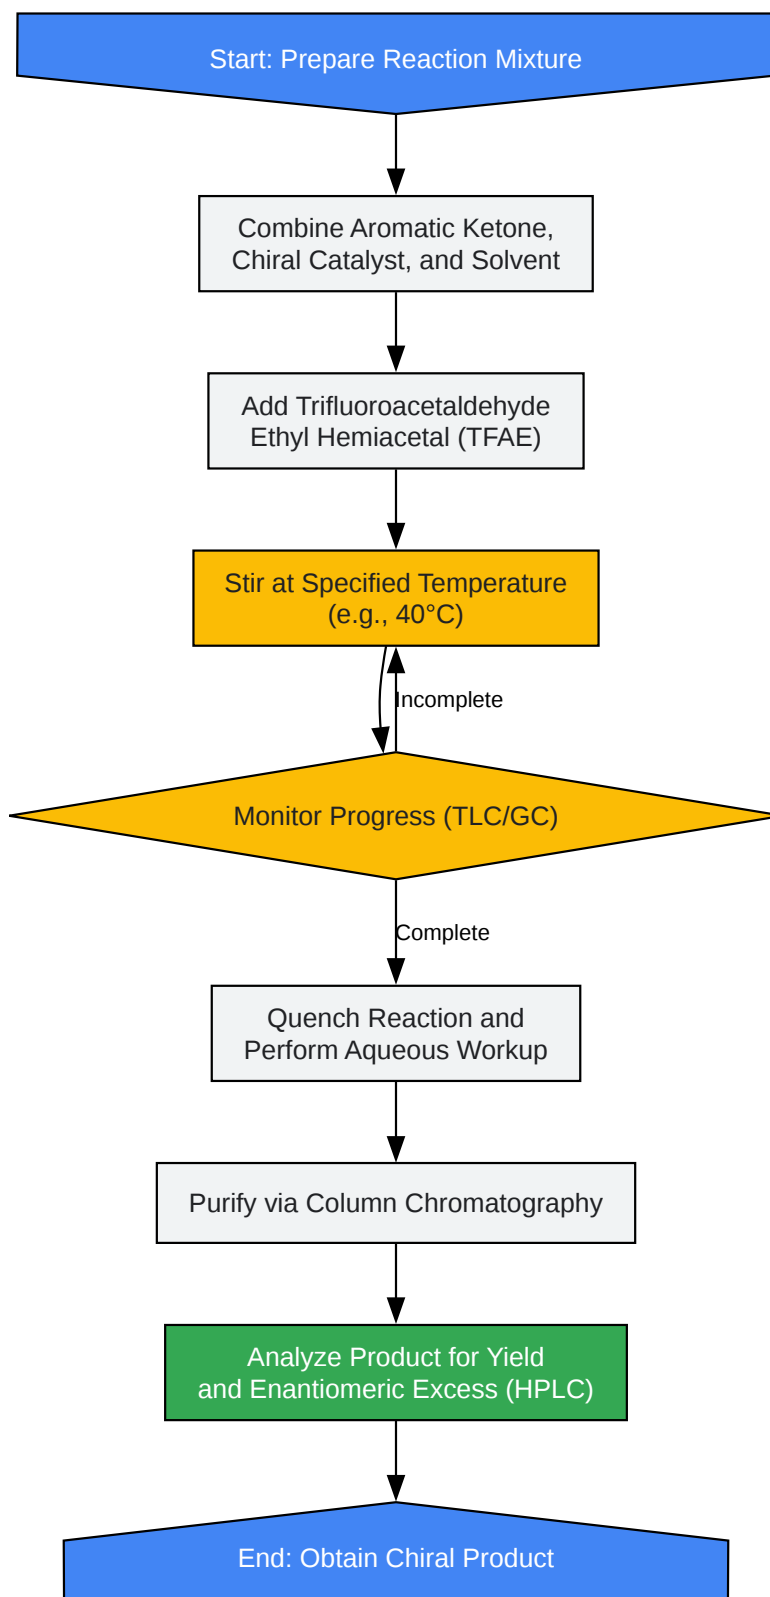 Start: Prepare Reaction Mixture
Combine Aromatic Ketone,
Chiral Catalyst, and Solvent
Add Trifluoroacetaldehyde
Ethyl Hemiacetal (TFAE)
Stir at Specified Temperature
(e.g., 40°C)
Incomplete
Monitor Progress (TLC/GC)
Complete
Quench Reaction and
Perform Aqueous Workup
Purify via Column Chromatography
Analyze Product for Yield
and Enantiomeric Excess (HPLC)
End: Obtain Chiral Product